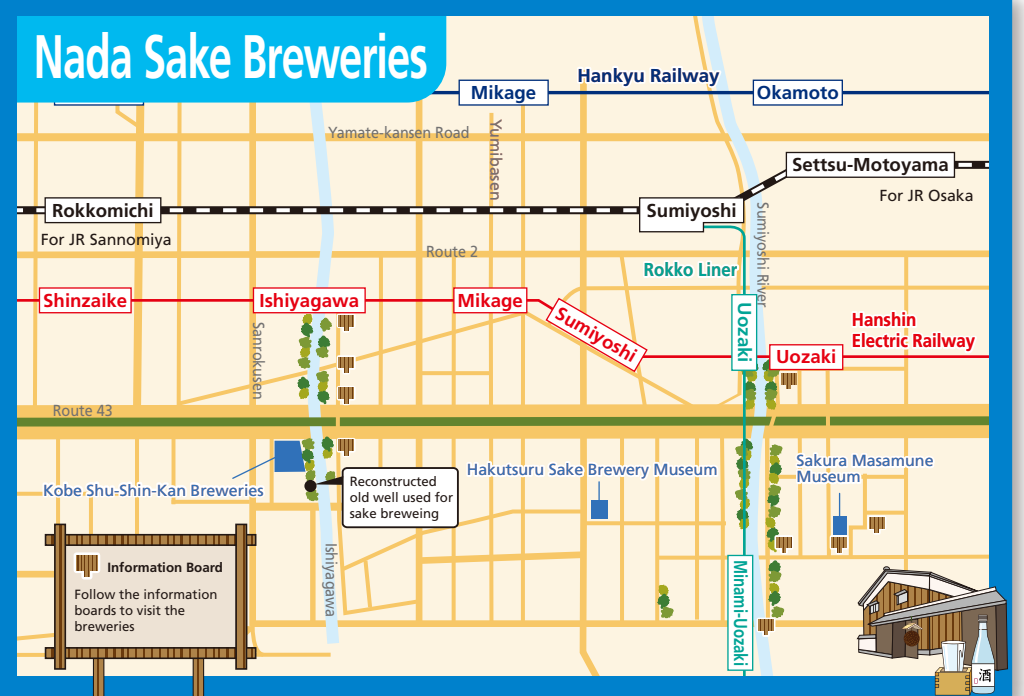 Nada Sake Breweries
Hankyu Railway
Mikage
Okamoto
Yamate-kansen Road
Yumibasen
Settsu-Motoyama
For JR Osaka
Rokkomichi
Sumiyoshi
For JR Sannomiya
Sumiyoshi River
Route 2
Rokko Liner
Shinzaike
Ishiyagawa
Mikage
Sumiyoshi
Uozaki
Hanshin
Electric Railway
Uozaki
Sanrokusen
Route 43
Kobe Shu-Shin-Kan Breweries
Reconstructed
old well used for
sake breweing
Hakutsuru Sake Brewery Museum
Sakura Masamune
Museum
Ishiyagawa
Minami-Uozaki
Information Board
Follow the information
boards to visit the
breweries
酒